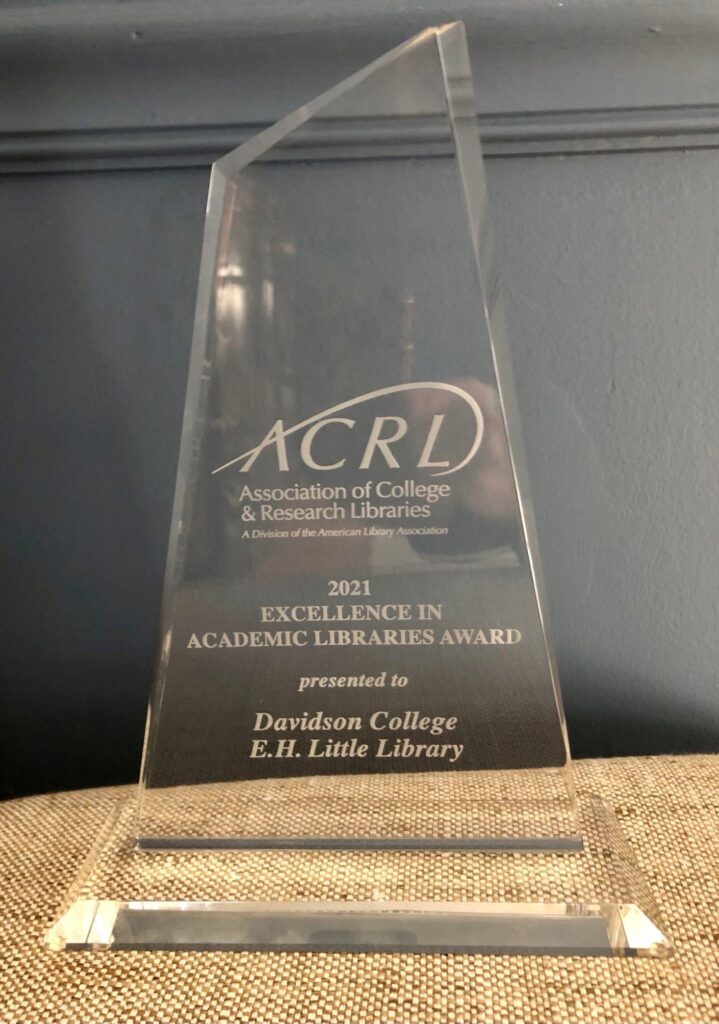 ACRL
Association of College
& Research Libraries
A Division of the American Library Association
2021
EXCELLENCE IN
ACADEMIC LIBRARIES AWARD
presented to
Davidson College
E.H. Little Library